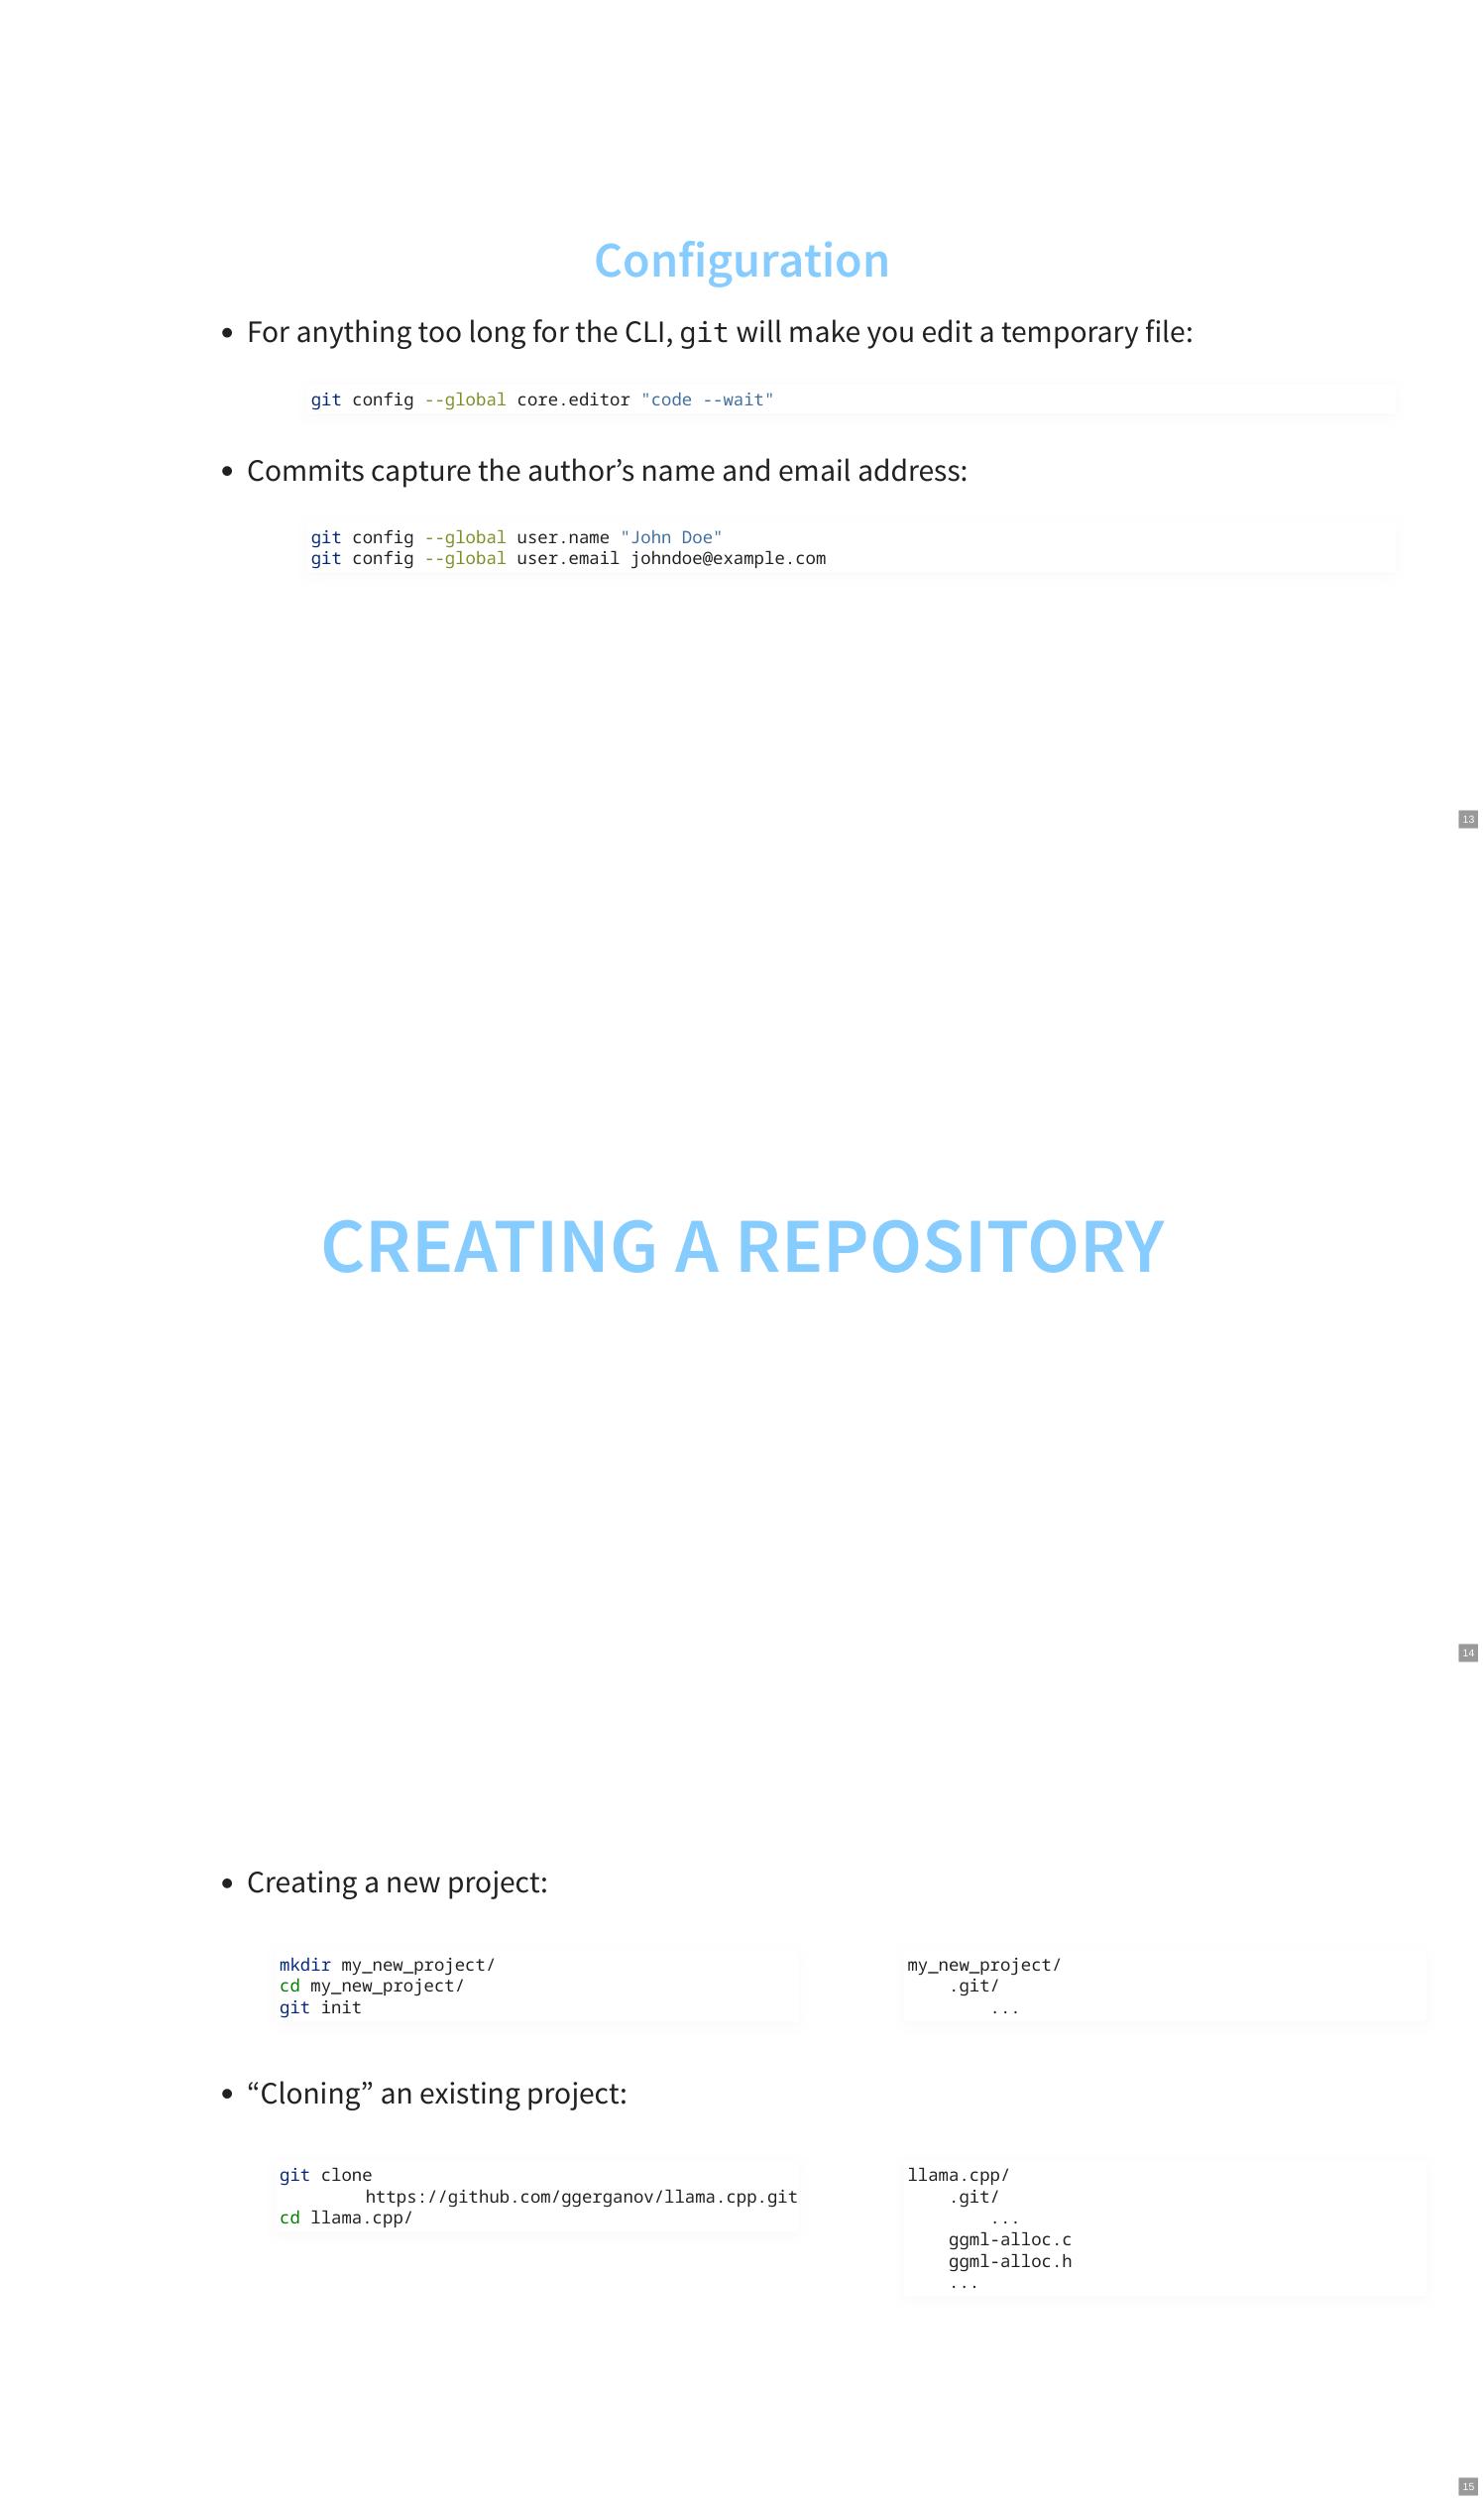 Configuration
• For anything too long for the CLI, git will make you edit a temporary file:
git config --global core.editor "code --wait"
• Commits capture the author’s name and email address:
git config --global user.name "John Doe"
git config --global user.email johndoe@example.com
13
CREATING A REPOSITORY
14
• Creating a new project:
mkdir my_new_project/
cd my_new_project/
git init
my_new_project/
    .git/
        ...
• “Cloning” an existing project:
git clone
        https://github.com/ggerganov/llama.cpp.git
cd llama.cpp/
llama.cpp/
    .git/
        ...
    ggml-alloc.c
    ggml-alloc.h
    ...
15